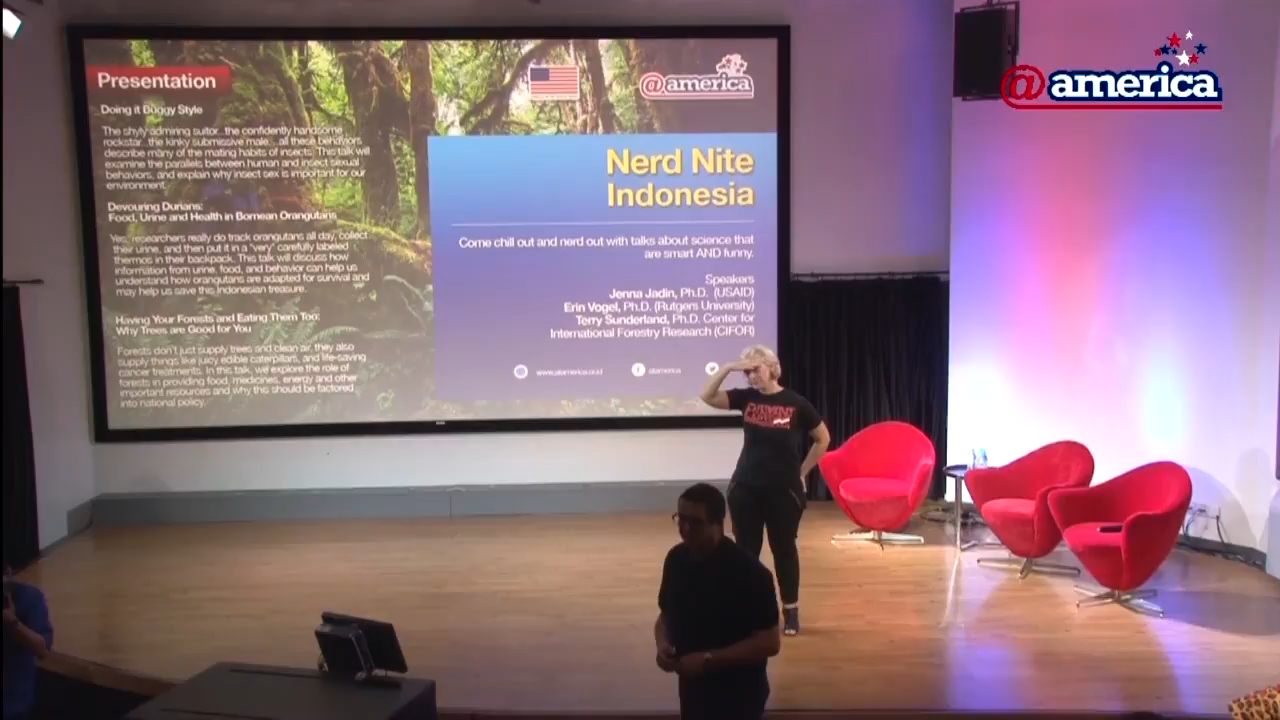 @america
Presentation
Doing it Buggy Style
The shyly admiring suitor...the confidently handsome
rockstar...the kinky submissive male... all these behaviors
describe many of the mating habits of insects. This talk will
examine the parallels between human and insect sexual
behaviors, and explain why insect sex is important for our
environment.
Devouring Durians:
Food, Urine and Health in Bornean Orangutans
Yes, researchers really do track orangutans all day, collect
their urine, and then put it in a "very" carefully labeled
thermos in their backpack. This talk will discuss how
information from urine, food, and behavior can help us
understand how orangutans are adapted for survival and
may help us save this Indonesian treasure.
Having Your Forests and Eating Them Too:
Why Trees are Good for You
Forests don't just supply trees and clean air, they also
supply things like juicy edible caterpillars, and life-saving
cancer treatments. In this talk, we explore the role of
forests in providing food, medicines, energy and other
important resources and why this should be factored
into national policy.
@america
Nerd Nite
Indonesia
Come chill out and nerd out with talks about science that
are smart AND funny.
Speakers
Jenna Jadin, Ph.D. (USAID)
Erin Vogel, Ph.D. (Rutgers University)
Terry Sunderland, Ph.D. Center for
International Forestry Research (CIFOR)
www.atamerica.or.id
atamerica